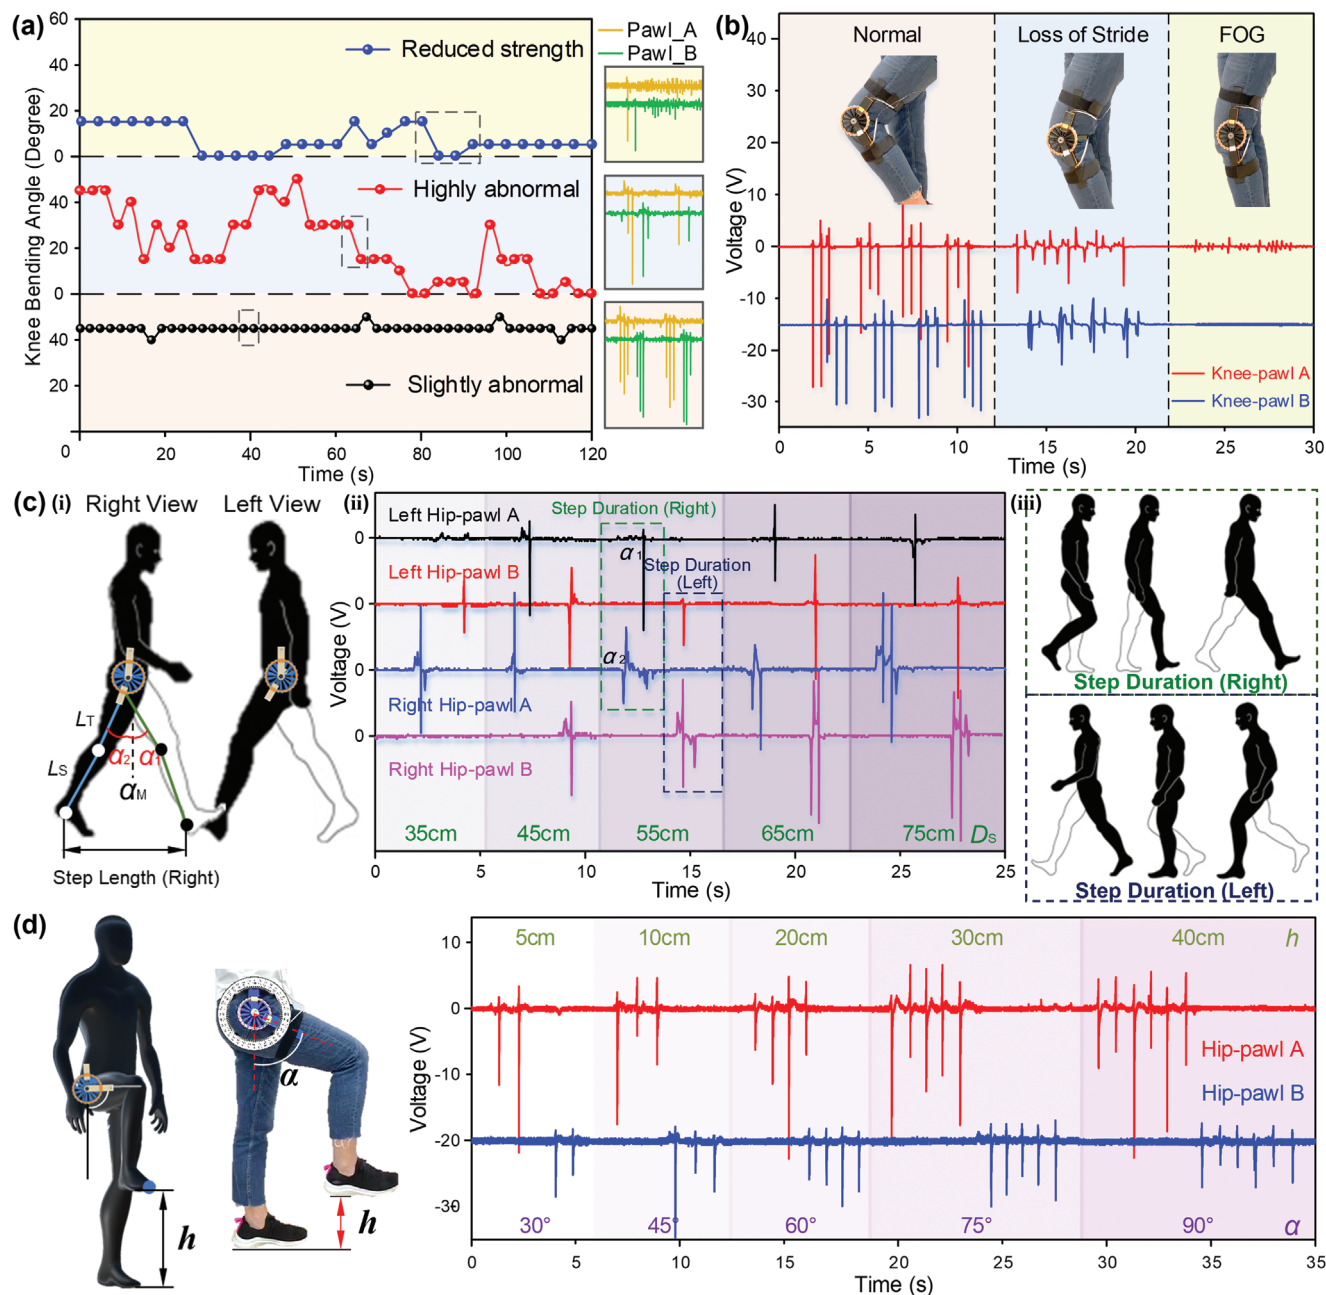 (a)
60
40
20
0
40
20
0
40
20
Knee Bending Angle (Degree)
Reduced strength
Highly abnormal
Slightly abnormal
0 20 40 60 80 100 120
Time (s)
Pawl_A
Pawl_B
(b)
40
30
20
10
0
-10
-20
-30
Voltage (V)
Normal
Loss of Stride
FOG
Knee-pawl A
Knee-pawl B
0 5 10 15 20 25 30
Time (s)
(c) (i)
Right View Left View
LT
LS
α2 α1
αM
Step Length (Right)
(ii)
Left Hip-pawl A
Step Duration (Right)
α1
Step Duration
(Left)
Left Hip-pawl B
α2
Right Hip-pawl A
Right Hip-pawl B
0
0
0
0
Voltage (V)
35cm 45cm 55cm 65cm 75cm DS
0 5 10 15 20 25 25
Time (s)
(iii)
Step Duration (Right)
Step Duration (Left)
(d)
h
α
h
10
0
-10
-20
-30
Voltage (V)
5cm 10cm 20cm 30cm 40cm h
Hip-pawl A
Hip-pawl B
30° 45° 60° 75° 90° α
0 5 10 15 20 25 30 35
Time (s)